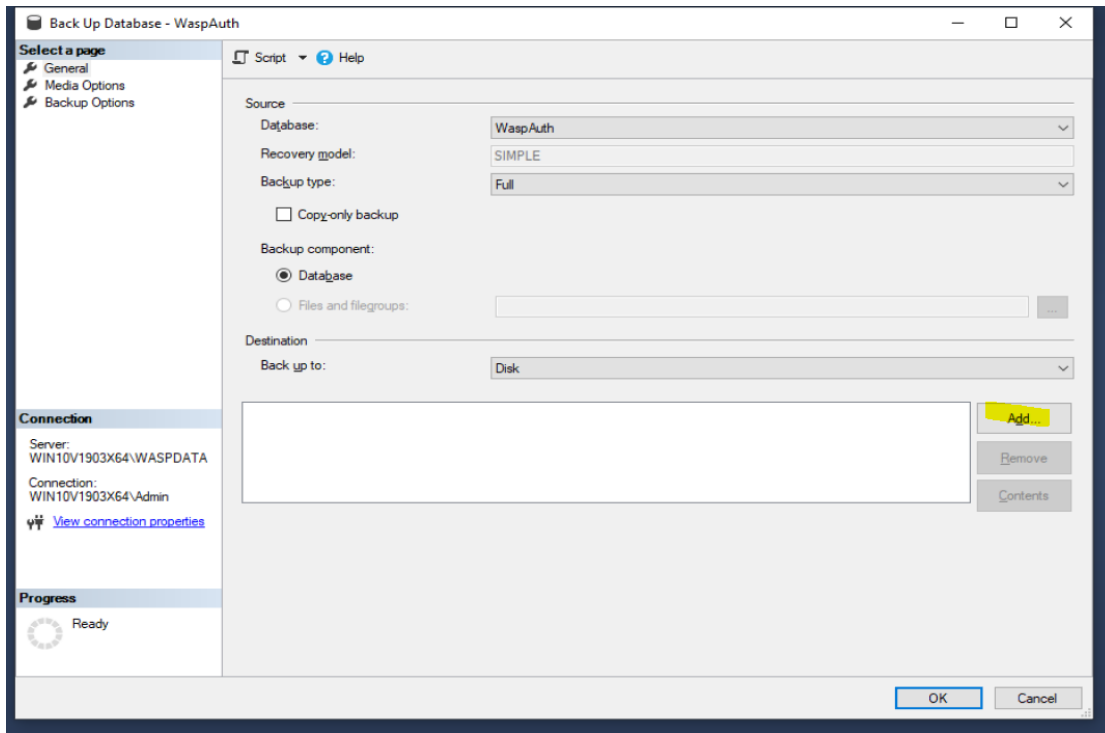 Back Up Database - WaspAuth
Select a page
General
Media Options
Backup Options
Script
Help
Source
Database:
WaspAuth
Recovery model:
SIMPLE
Backup type:
Full
Copy-only backup
Backup component:
Database
Files and filegroups:
...
Destination
Back up to:
Disk
Add...
Remove
Contents
Connection
Server:
WIN10V1903X64\WASPDATA
Connection:
WIN10V1903X64\Admin
View connection properties
Progress
Ready
OK
Cancel